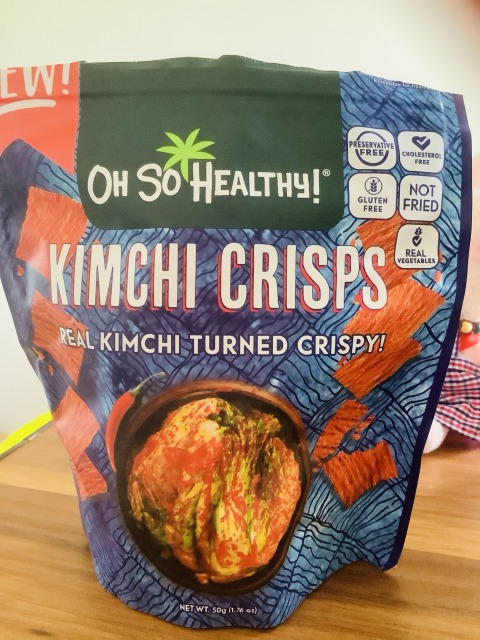 EW!
OH SO HEALTHY!®
PRESERVATIVE
FREE
CHOLESTEROL
FREE
GLUTEN
FREE
NOT
FRIED
REAL
VEGETABLES
KIMCHI CRISPS
REAL KIMCHI TURNED CRISPY!
NET WT. 50g (1.76 oz)